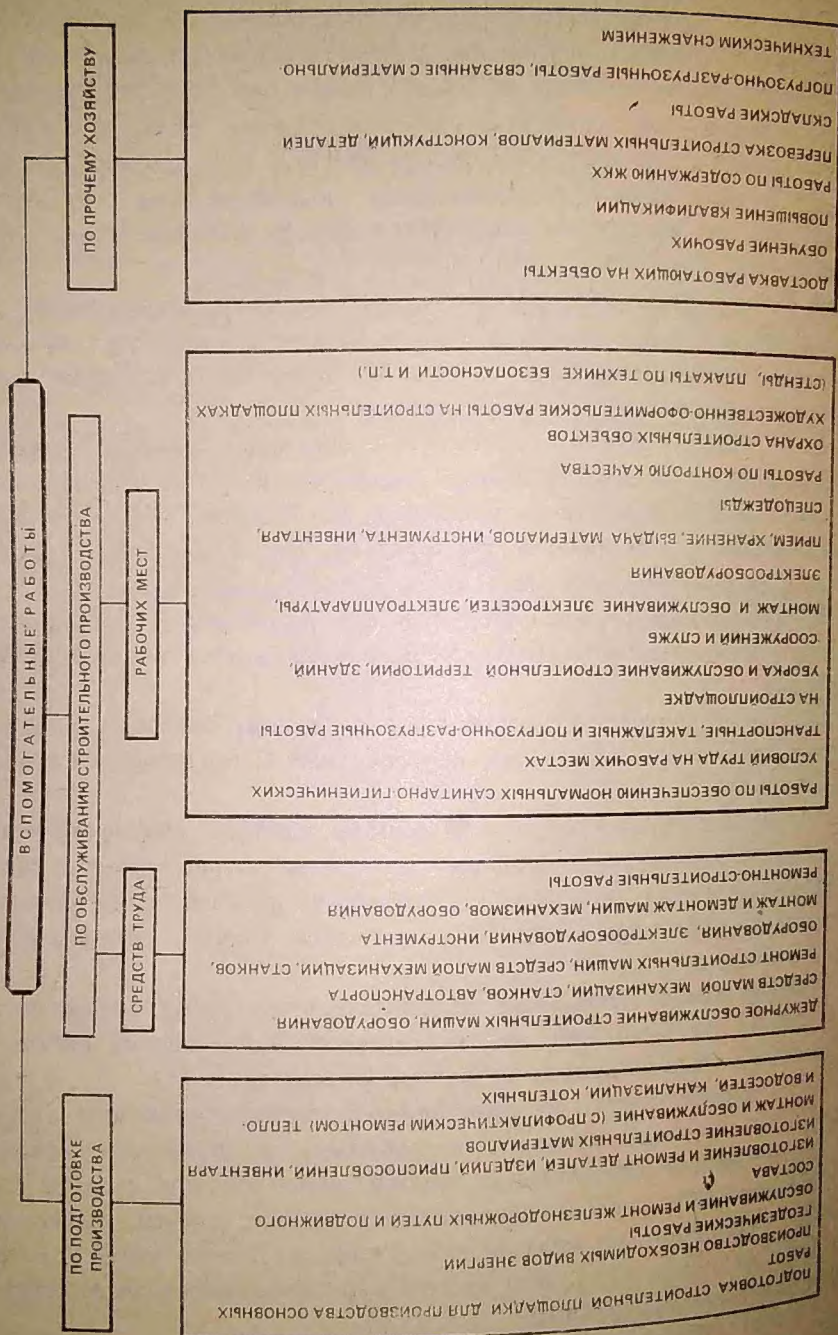 ВСПОМОГАТЕЛЬНЫЕ РАБОТЫ
ПО ПОДГОТОВКЕ
ПРОИЗВОДСТВА
ПОДГОТОВКА СТРОИТЕЛЬНОЙ ПЛОЩАДКИ ДЛЯ ПРОИЗВОДСТВА ОСНОВНЫХ
РАБОТ
ПРОИЗВОДСТВО НЕОБХОДИМЫХ ВИДОВ ЭНЕРГИИ
ГЕОДЕЗИЧЕСКИЕ РАБОТЫ
ОБСЛУЖИВАНИЕ И РЕМОНТ ЖЕЛЕЗНОДОРОЖНЫХ ПУТЕЙ И ПОДВИЖНОГО
СОСТАВА
ИЗГОТОВЛЕНИЕ И РЕМОНТ ДЕТАЛЕЙ, ИЗДЕЛИЙ, ПРИСПОСОБЛЕНИЙ, ИНВЕНТАРЯ
ИЗГОТОВЛЕНИЕ СТРОИТЕЛЬНЫХ МАТЕРИАЛОВ
МОНТАЖ И ОБСЛУЖИВАНИЕ (С ПРОФИЛАКТИЧЕСКИМ РЕМОНТОМ) ТЕПЛО-
И ВОДОСЕТЕЙ, КАНАЛИЗАЦИИ, КОТЕЛЬНЫХ
ПО ОБСЛУЖИВАНИЮ СТРОИТЕЛЬНОГО ПРОИЗВОДСТВА
СРЕДСТВ ТРУДА
ДЕЖУРНОЕ ОБСЛУЖИВАНИЕ СТРОИТЕЛЬНЫХ МАШИН, ОБОРУДОВАНИЯ,
СРЕДСТВ МАЛОЙ МЕХАНИЗАЦИИ, СТАНКОВ, АВТОТРАНСПОРТА
РЕМОНТ СТРОИТЕЛЬНЫХ МАШИН, СРЕДСТВ МАЛОЙ МЕХАНИЗАЦИИ, СТАНКОВ,
ОБОРУДОВАНИЯ, ЭЛЕКТРООБОРУДОВАНИЯ, ИНСТРУМЕНТА
МОНТАЖ И ДЕМОНТАЖ МАШИН, МЕХАНИЗМОВ, ОБОРУДОВАНИЯ
РЕМОНТНО-СТРОИТЕЛЬНЫЕ РАБОТЫ
РАБОЧИХ МЕСТ
РАБОТЫ ПО ОБЕСПЕЧЕНИЮ НОРМАЛЬНЫХ САНИТАРНО-ГИГИЕНИЧЕСКИХ
УСЛОВИЙ ТРУДА НА РАБОЧИХ МЕСТАХ
ТРАНСПОРТНЫЕ, ТАКЕЛАЖНЫЕ И ПОГРУЗОЧНО-РАЗГРУЗОЧНЫЕ РАБОТЫ
НА СТРОЙПЛОЩАДКЕ
УБОРКА И ОБСЛУЖИВАНИЕ СТРОИТЕЛЬНОЙ ТЕРРИТОРИИ, ЗДАНИЙ,
СООРУЖЕНИЙ И СЛУЖБ
МОНТАЖ И ОБСЛУЖИВАНИЕ ЭЛЕКТРОСЕТЕЙ, ЭЛЕКТРОАППАРАТУРЫ,
ЭЛЕКТРООБОРУДОВАНИЯ
ПРИЕМ, ХРАНЕНИЕ, ВЫДАЧА МАТЕРИАЛОВ, ИНСТРУМЕНТА, ИНВЕНТАРЯ,
СПЕЦОДЕЖДЫ
РАБОТЫ ПО КОНТРОЛЮ КАЧЕСТВА
ОХРАНА СТРОИТЕЛЬНЫХ ОБЪЕКТОВ
ХУДОЖЕСТВЕННО-ОФОРМИТЕЛЬСКИЕ РАБОТЫ НА СТРОИТЕЛЬНЫХ ПЛОЩАДКАХ
(СТЕНДЫ, ПЛАКАТЫ ПО ТЕХНИКЕ БЕЗОПАСНОСТИ И Т.П.)
ПО ПРОЧЕМУ ХОЗЯЙСТВУ
ДОСТАВКА РАБОТАЮЩИХ НА ОБЪЕКТЫ
ОБУЧЕНИЕ РАБОЧИХ
ПОВЫШЕНИЕ КВАЛИФИКАЦИИ
РАБОТЫ ПО СОДЕРЖАНИЮ ЖКХ
ПЕРЕВОЗКА СТРОИТЕЛЬНЫХ МАТЕРИАЛОВ, КОНСТРУКЦИЙ, ДЕТАЛЕЙ
СКЛАДСКИЕ РАБОТЫ
ПОГРУЗОЧНО-РАЗГРУЗОЧНЫЕ РАБОТЫ, СВЯЗАННЫЕ С МАТЕРИАЛЬНО-
ТЕХНИЧЕСКИМ СНАБЖЕНИЕМ